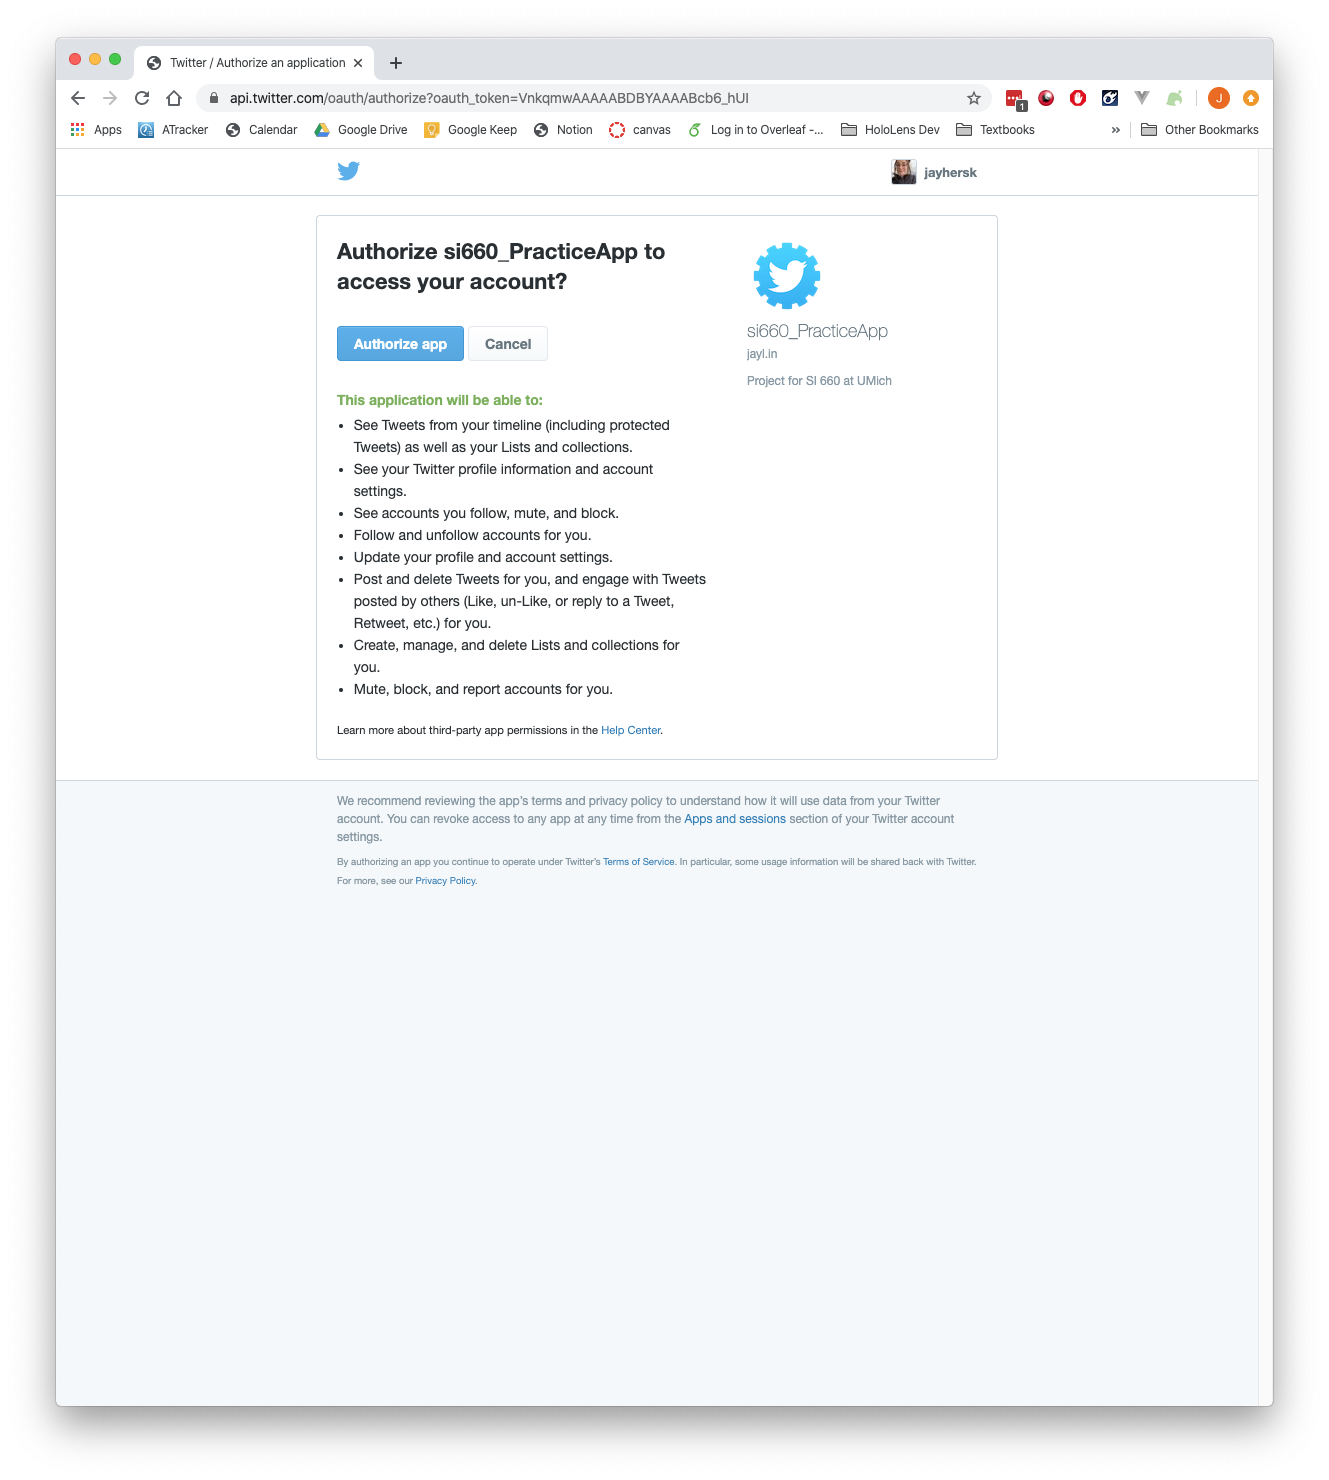 Twitter / Authorize an application
api.twitter.com/oauth/authorize?oauth_token=VnkqmwAAAAABDBYAAAABcb6_hUI
1
J
Apps ATracker Calendar Google Drive Google Keep Notion canvas Log in to Overleaf -... HoloLens Dev Textbooks » Other Bookmarks
jayhersk
Authorize si660_PracticeApp to
access your account?
Authorize app Cancel
This application will be able to:
• See Tweets from your timeline (including protected
Tweets) as well as your Lists and collections.
• See your Twitter profile information and account
settings.
• See accounts you follow, mute, and block.
• Follow and unfollow accounts for you.
• Update your profile and account settings.
• Post and delete Tweets for you, and engage with Tweets
posted by others (Like, un-Like, or reply to a Tweet,
Retweet, etc.) for you.
• Create, manage, and delete Lists and collections for
you.
• Mute, block, and report accounts for you.
Learn more about third-party app permissions in the Help Center.
si660_PracticeApp
jayl.in
Project for SI 660 at UMich
We recommend reviewing the app's terms and privacy policy to understand how it will use data from your Twitter
account. You can revoke access to any app at any time from the Apps and sessions section of your Twitter account
settings.
By authorizing an app you continue to operate under Twitter's Terms of Service. In particular, some usage information will be shared back with Twitter.
For more, see our Privacy Policy.